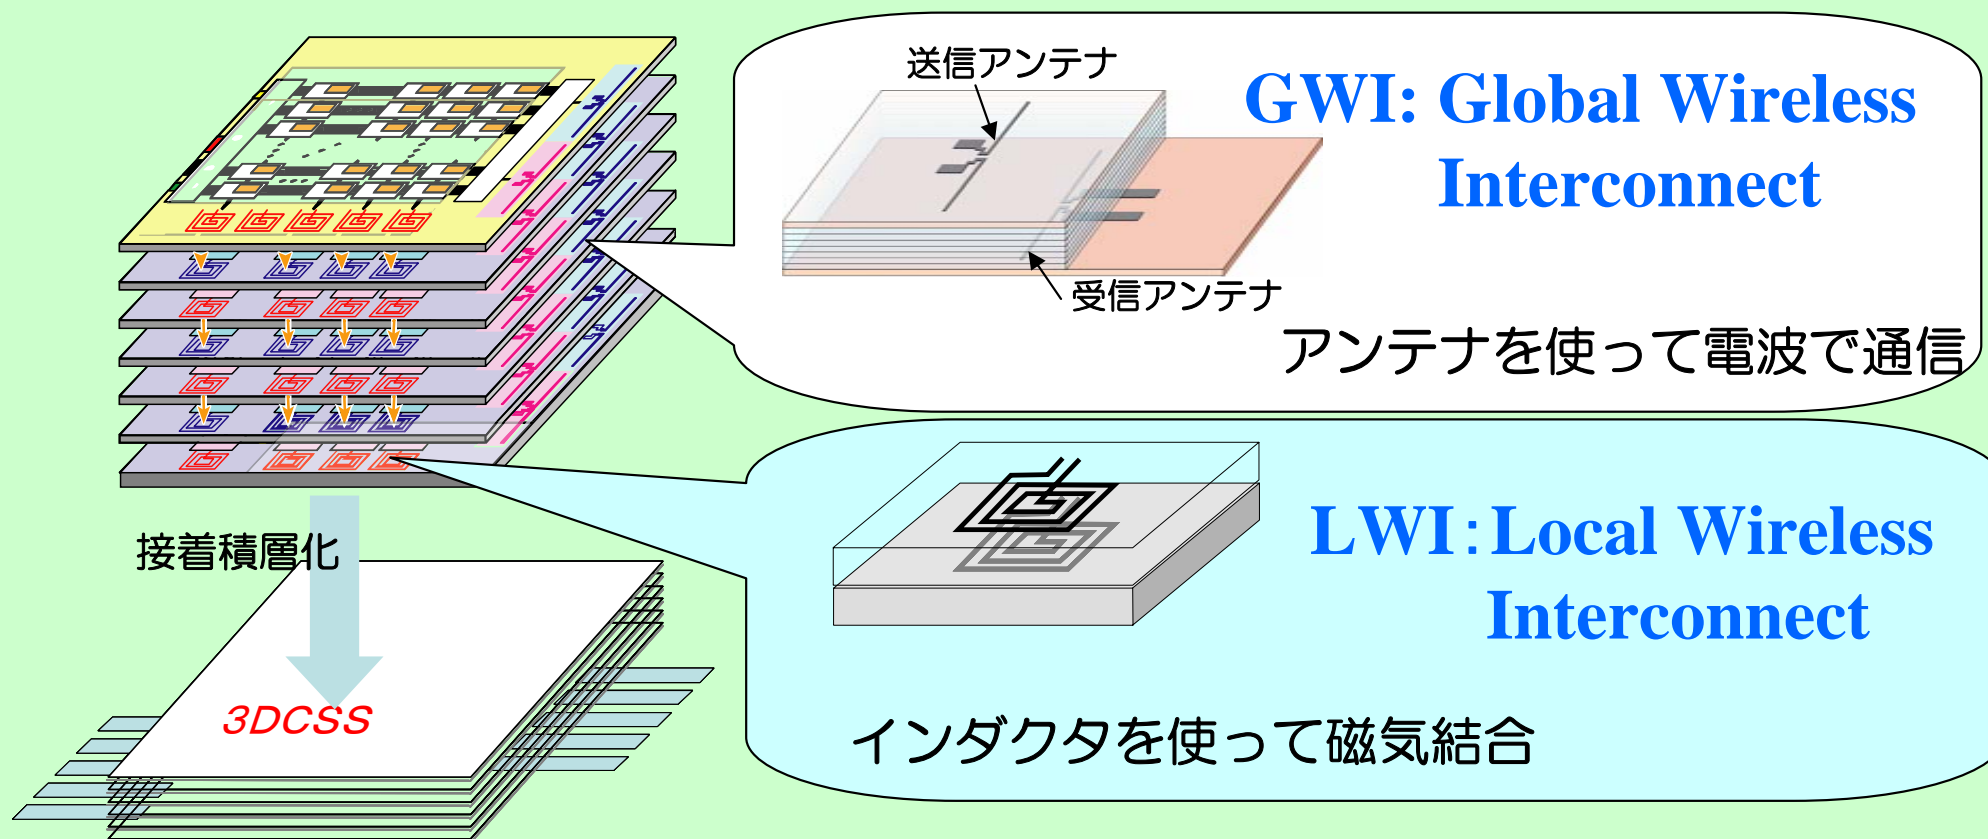 送信アンテナ
GWI: Global Wireless
Interconnect
受信アンテナ
アンテナを使って電波で通信
接着積層化
3DCSS
LWI:Local Wireless
Interconnect
インダクタを使って磁気結合